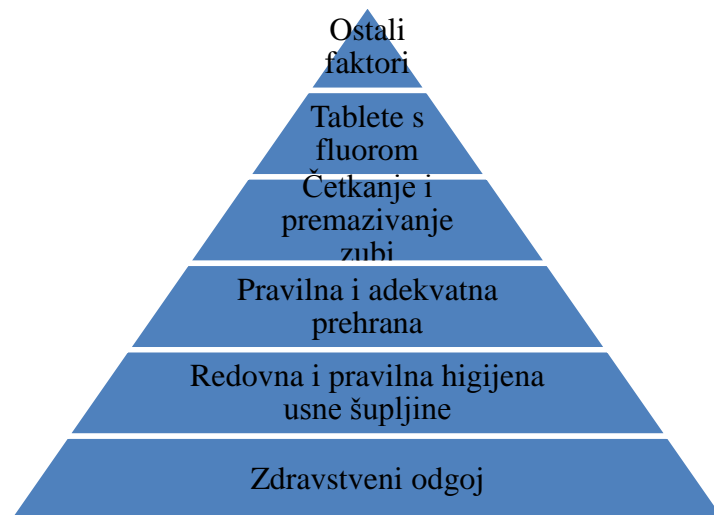 Ostali
faktori
Tablete s
fluorom
Četkanje i
premazivanje
zubi
Pravilna i adekvatna
prehrana
Redovna i pravilna higijena
usne šupljine
Zdravstveni odgoj